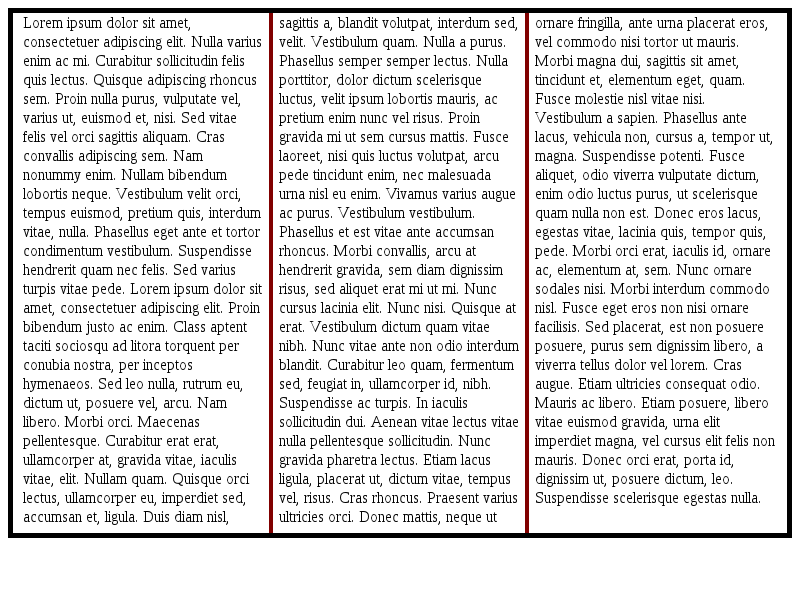 Lorem ipsum dolor sit amet,
consectetuer adipiscing elit. Nulla varius
enim ac mi. Curabitur sollicitudin felis
quis lectus. Quisque adipiscing rhoncus
sem. Proin nulla purus, vulputate vel,
varius ut, euismod et, nisi. Sed vitae
felis vel orci sagittis aliquam. Cras
convallis adipiscing sem. Nam
nonummy enim. Nullam bibendum
lobortis neque. Vestibulum velit orci,
tempus euismod, pretium quis, interdum
vitae, nulla. Phasellus eget ante et tortor
condimentum vestibulum. Suspendisse
hendrerit quam nec felis. Sed varius
turpis vitae pede. Lorem ipsum dolor sit
amet, consectetuer adipiscing elit. Proin
bibendum justo ac enim. Class aptent
taciti sociosqu ad litora torquent per
conubia nostra, per inceptos
hymenaeos. Sed leo nulla, rutrum eu,
dictum ut, posuere vel, arcu. Nam
libero. Morbi orci. Maecenas
pellentesque. Curabitur erat erat,
ullamcorper at, gravida vitae, iaculis
vitae, elit. Nullam quam. Quisque orci
lectus, ullamcorper eu, imperdiet sed,
accumsan et, ligula. Duis diam nisl,
sagittis a, blandit volutpat, interdum sed,
velit. Vestibulum quam. Nulla a purus.
Phasellus semper semper lectus. Nulla
porttitor, dolor dictum scelerisque
luctus, velit ipsum lobortis mauris, ac
pretium enim nunc vel risus. Proin
gravida mi ut sem cursus mattis. Fusce
laoreet, nisi quis luctus volutpat, arcu
pede tincidunt enim, nec malesuada
urna nisl eu enim. Vivamus varius augue
ac purus. Vestibulum vestibulum.
Phasellus et est vitae ante accumsan
rhoncus. Morbi convallis, arcu at
hendrerit gravida, sem diam dignissim
risus, sed aliquet erat mi ut mi. Nunc
cursus lacinia elit. Nunc nisi. Quisque at
erat. Vestibulum dictum quam vitae
nibh. Nunc vitae ante non odio interdum
blandit. Curabitur leo quam, fermentum
sed, feugiat in, ullamcorper id, nibh.
Suspendisse ac turpis. In iaculis
sollicitudin dui. Aenean vitae lectus vitae
nulla pellentesque sollicitudin. Nunc
gravida pharetra lectus. Etiam lacus
ligula, placerat ut, dictum vitae, tempus
vel, risus. Cras rhoncus. Praesent varius
ultricies orci. Donec mattis, neque ut
ornare fringilla, ante urna placerat eros,
vel commodo nisi tortor ut mauris.
Morbi magna dui, sagittis sit amet,
tincidunt et, elementum eget, quam.
Fusce molestie nisl vitae nisi.
Vestibulum a sapien. Phasellus ante
lacus, vehicula non, cursus a, tempor ut,
magna. Suspendisse potenti. Fusce
aliquet, odio viverra vulputate dictum,
enim odio luctus purus, ut scelerisque
quam nulla non est. Donec eros lacus,
egestas vitae, lacinia quis, tempor quis,
pede. Morbi orci erat, iaculis id, ornare
ac, elementum at, sem. Nunc ornare
sodales nisi. Morbi interdum commodo
nisl. Fusce eget eros non nisi ornare
facilisis. Sed placerat, est non posuere
posuere, purus sem dignissim libero, a
viverra tellus dolor vel lorem. Cras
augue. Etiam ultricies consequat odio.
Mauris ac libero. Etiam posuere, libero
vitae euismod gravida, urna elit
imperdiet magna, vel cursus elit felis non
mauris. Donec orci erat, porta id,
dignissim ut, posuere dictum, leo.
Suspendisse scelerisque egestas nulla.